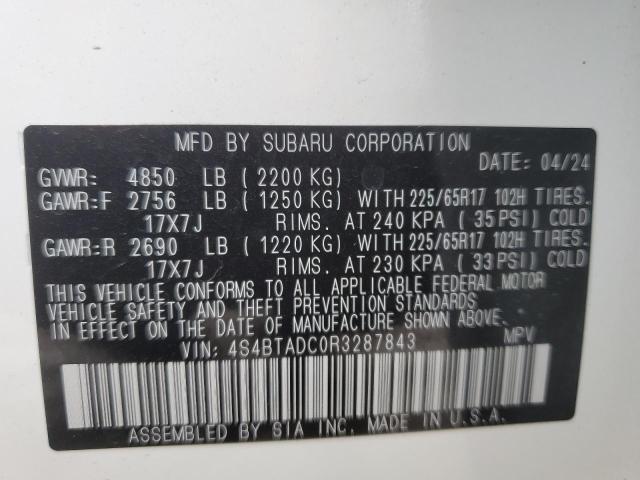 MFD BY SUBARU CORPORATION
DATE: 04/24
GVWR: 4850 LB (2200 KG)
GAWR:F 2756 LB (1250 KG) WITH 225/65R17 102H TIRES.
17X7J RIMS. AT 240 KPA (35 PSI) COLD
GAWR:R 2690 LB (1220 KG) WITH 225/65R17 102H TIRES.
17X7J RIMS. AT 230 KPA (33 PSI) COLD
THIS VEHICLE CONFORMS TO ALL APPLICABLE FEDERAL MOTOR
VEHICLE SAFETY AND THEFT PREVENTION STANDARDS
IN EFFECT ON THE DATE OF MANUFACTURE SHOWN ABOVE.
VIN: 4S4BTADC0R3287843 MPV
ASSEMBLED BY SIA INC. MADE IN U.S.A.